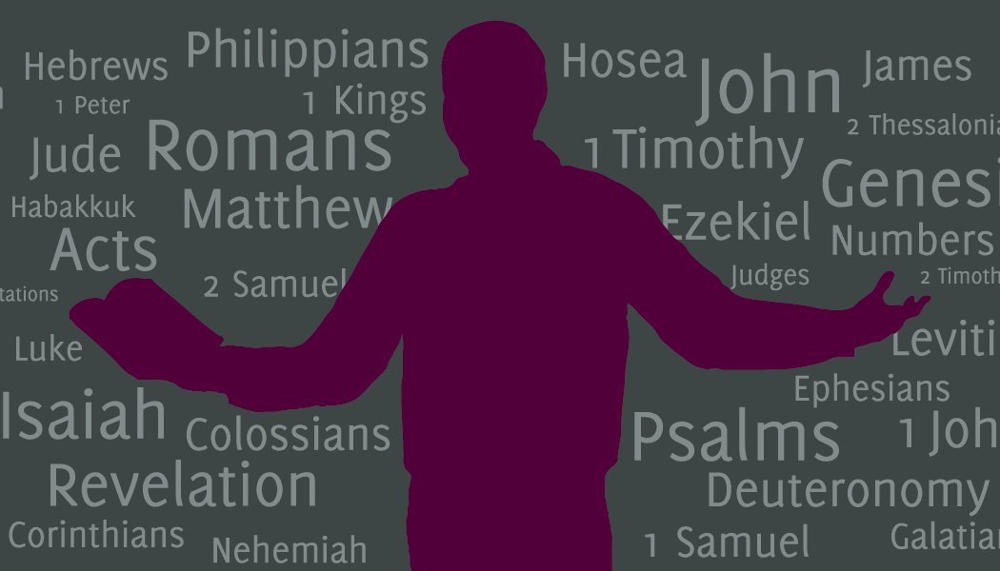 Hebrews
Philippians
Hosea
John
James
1 Peter
1 Kings
2 Thessalonia
Jude
Romans
1 Timothy
Genesi
Habakkuk
Matthew
Ezekiel
Numbers
Acts
2 Samuel
Judges
2 Timoth
tations
Luke
Leviti
Ephesians
Isaiah
Colossians
Psalms
1 Joh
Revelation
Deuteronomy
Corinthians
Nehemiah
1 Samuel
Galatian